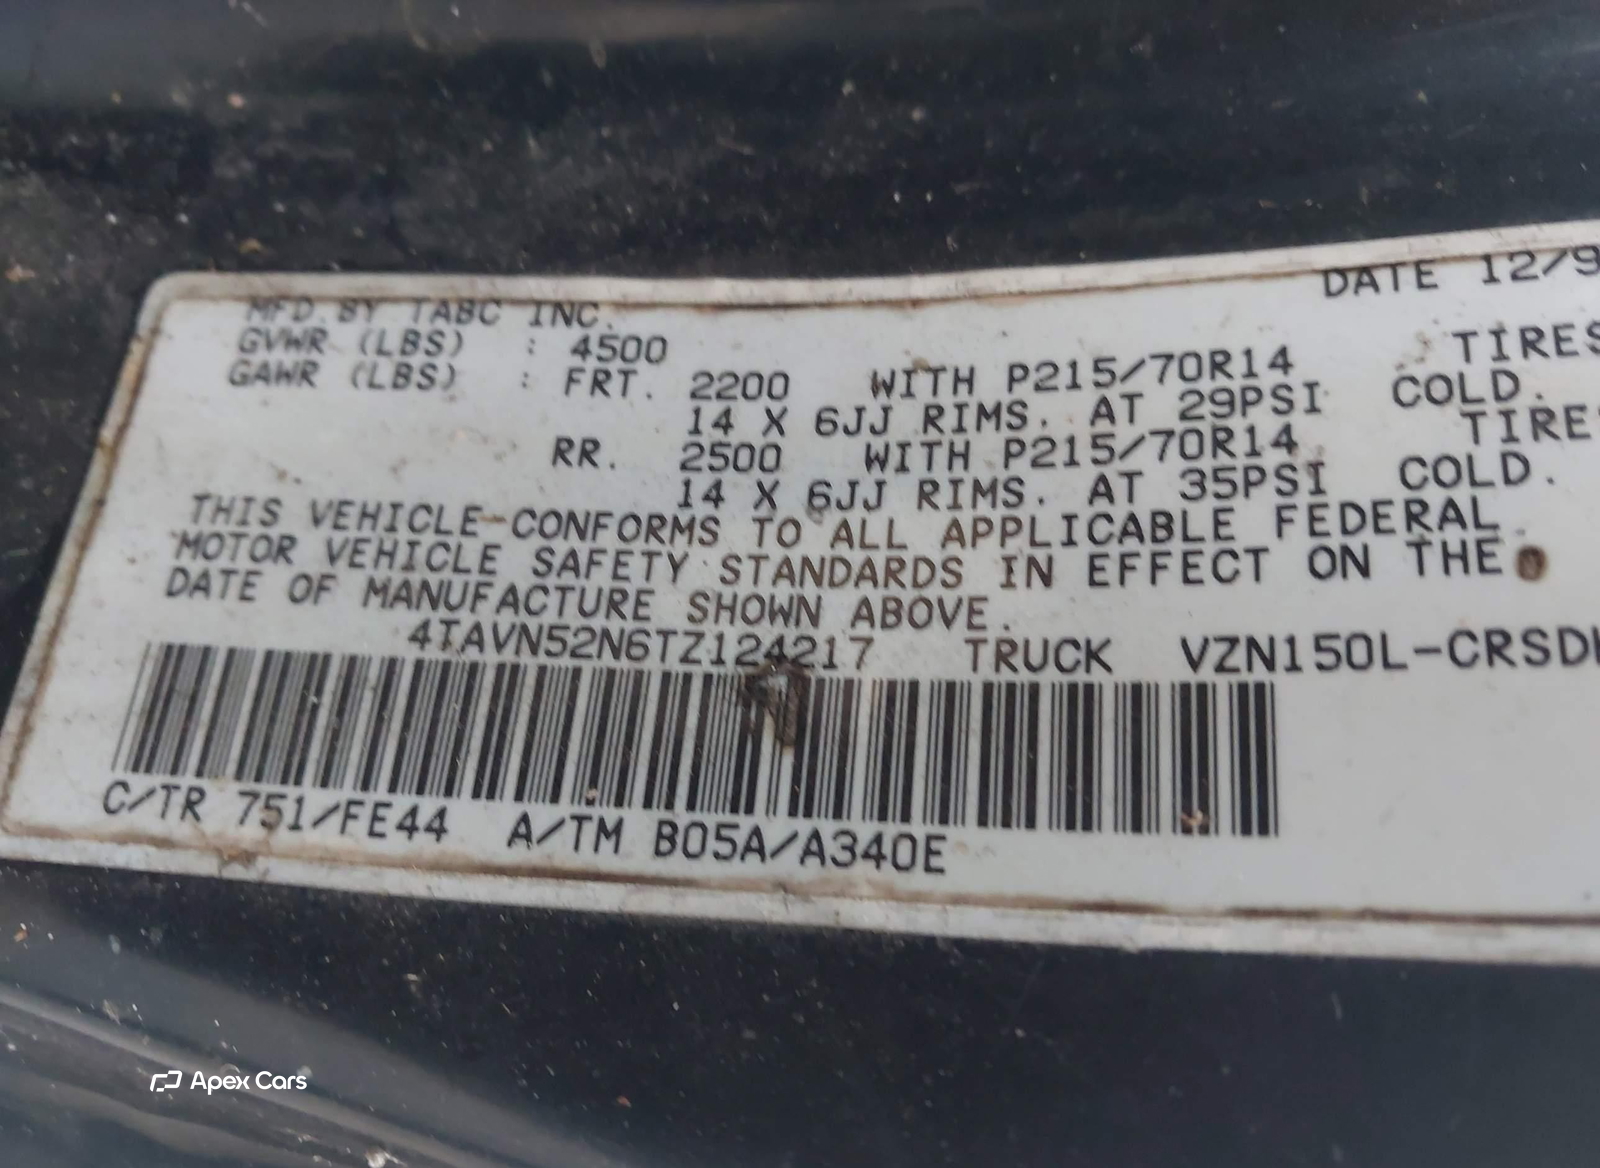 DATE 12/9
MFD. BY TABC INC.
GVWR (LBS) : 4500
GAWR (LBS) : FRT. 2200 WITH P215/70R14 TIRES
14 X 6JJ RIMS. AT 29PSI COLD.
RR. 2500 WITH P215/70R14 TIRES
14 X 6JJ RIMS. AT 35PSI COLD.
THIS VEHICLE CONFORMS TO ALL APPLICABLE FEDERAL
MOTOR VEHICLE SAFETY STANDARDS IN EFFECT ON THE
DATE OF MANUFACTURE SHOWN ABOVE.
4TAVN52N6TZ124217 TRUCK VZN150L-CRSD
C/TR 751/FE44 A/TM B05A/A340E
Apex Cars